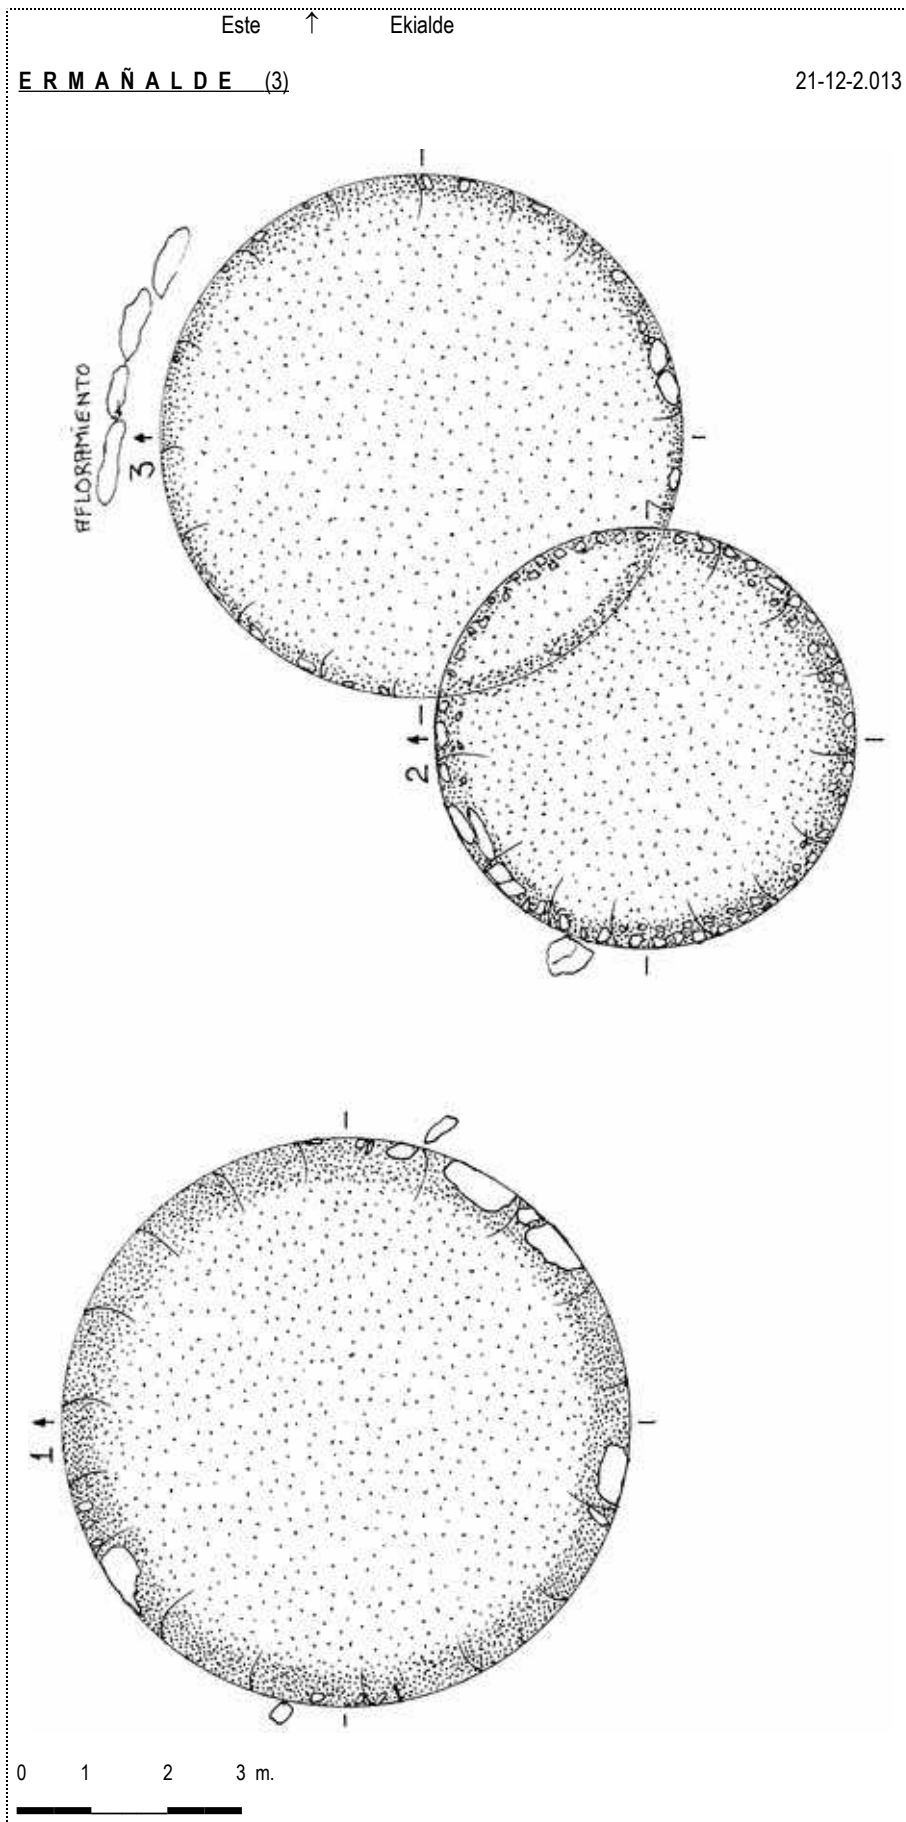 Este ↑ Ekialde
E R M A Ñ A L D E (3) 21-12-2.013
AFLORAMIENTO
3
2
1
0 1 2 3 m.